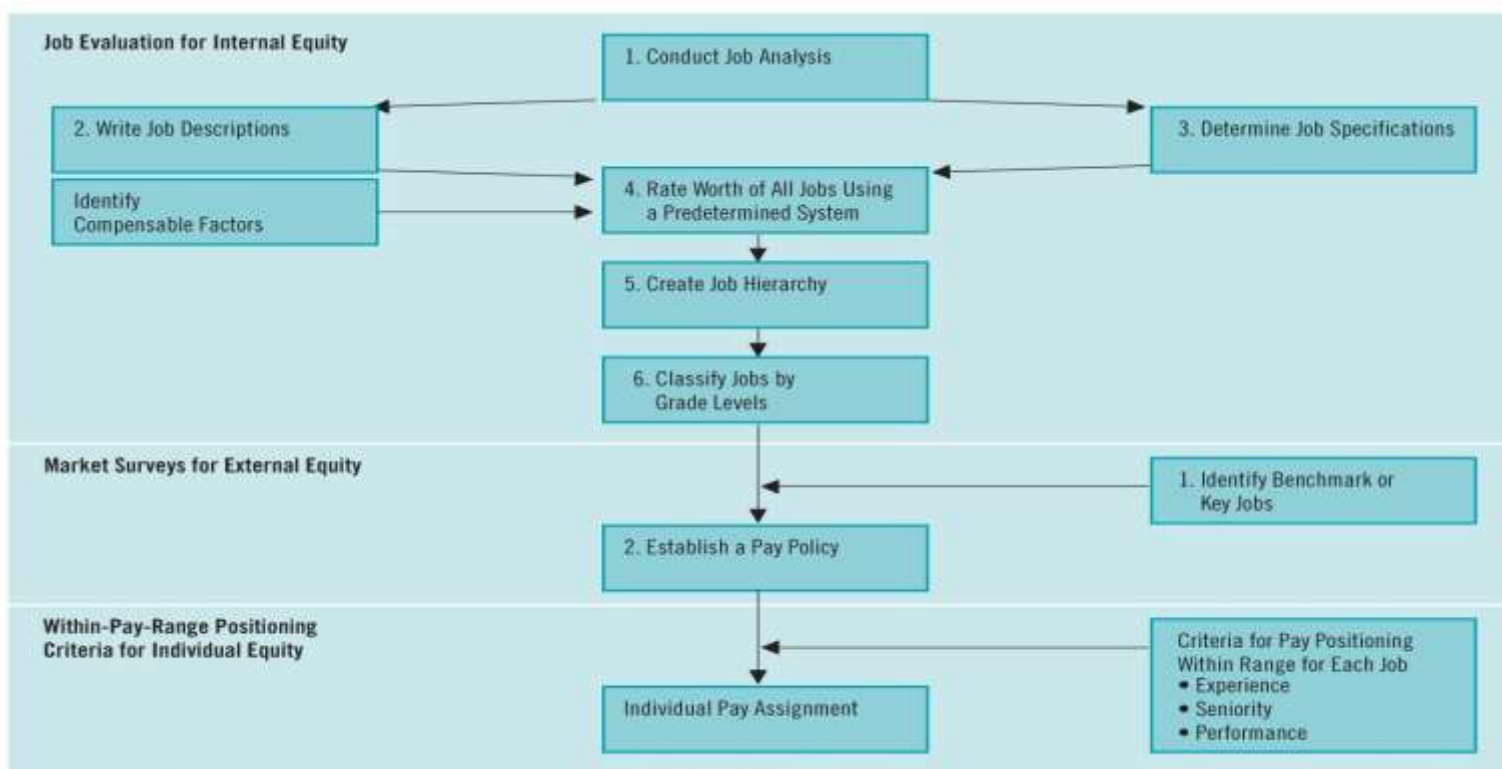 Job Evaluation for Internal Equity
1. Conduct Job Analysis
2. Write Job Descriptions
3. Determine Job Specifications
Identify
Compensable Factors
4. Rate Worth of All Jobs Using
a Predetermined System
5. Create Job Hierarchy
6. Classify Jobs by
Grade Levels
Market Surveys for External Equity
1. Identify Benchmark or
Key Jobs
2. Establish a Pay Policy
Within-Pay-Range Positioning
Criteria for Individual Equity
Criteria for Pay Positioning
Within Range for Each Job
• Experience
• Seniority
• Performance
Individual Pay Assignment